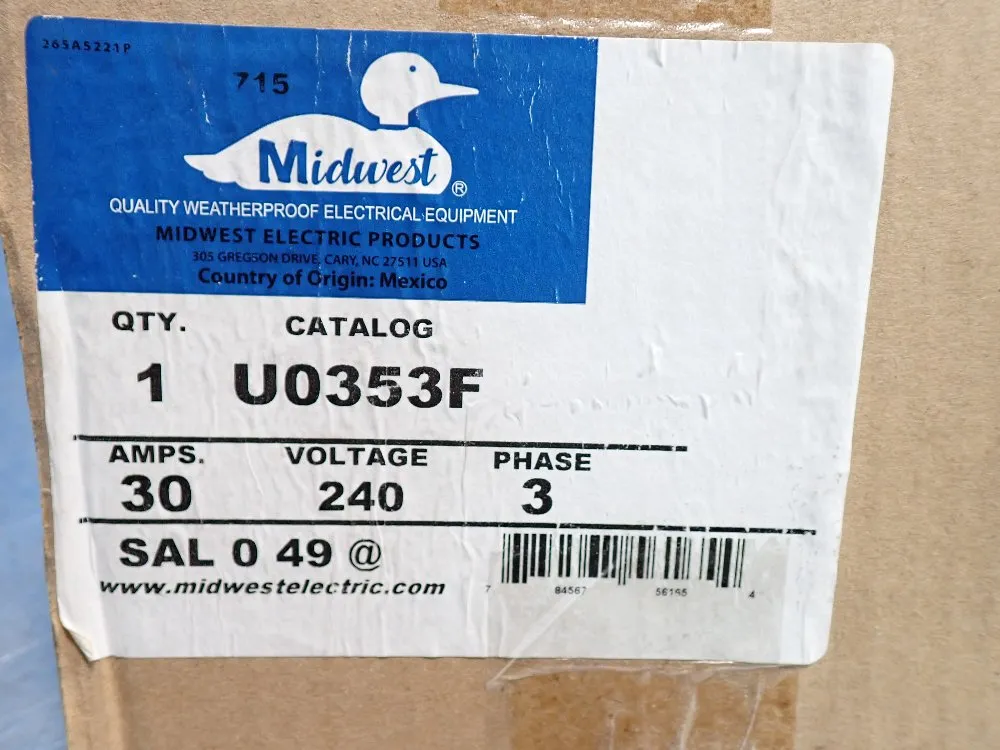 265A5221P
715
Midwest®
QUALITY WEATHERPROOF ELECTRICAL EQUIPMENT
MIDWEST ELECTRIC PRODUCTS
305 GREGSON DRIVE, CARY, NC 27511 USA
Country of Origin: Mexico
QTY. CATALOG
1 U0353F
AMPS. VOLTAGE PHASE
30 240 3
SAL 0 49 @
www.midwestelectric.com
7 84567 56165 4